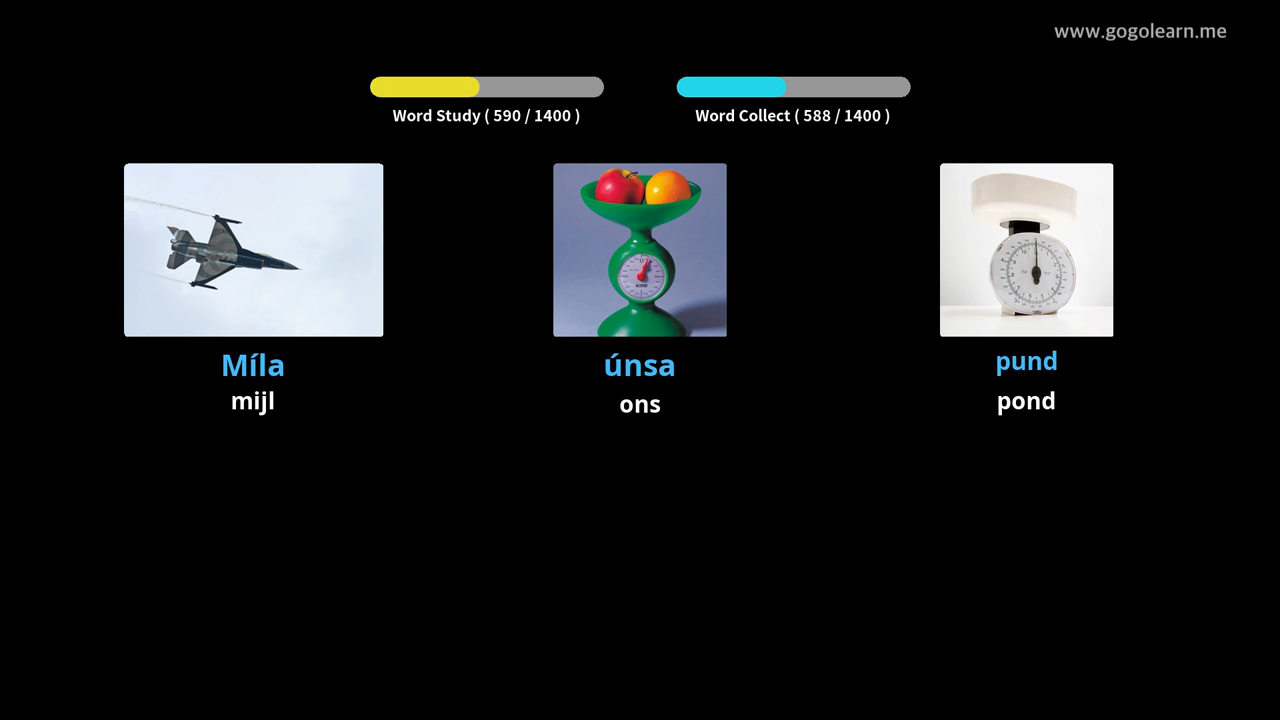 www.gogolearn.me
Word Study ( 590 / 1400 )
Word Collect ( 588 / 1400 )
Míla
únsa
pund
mijl
ons
pond